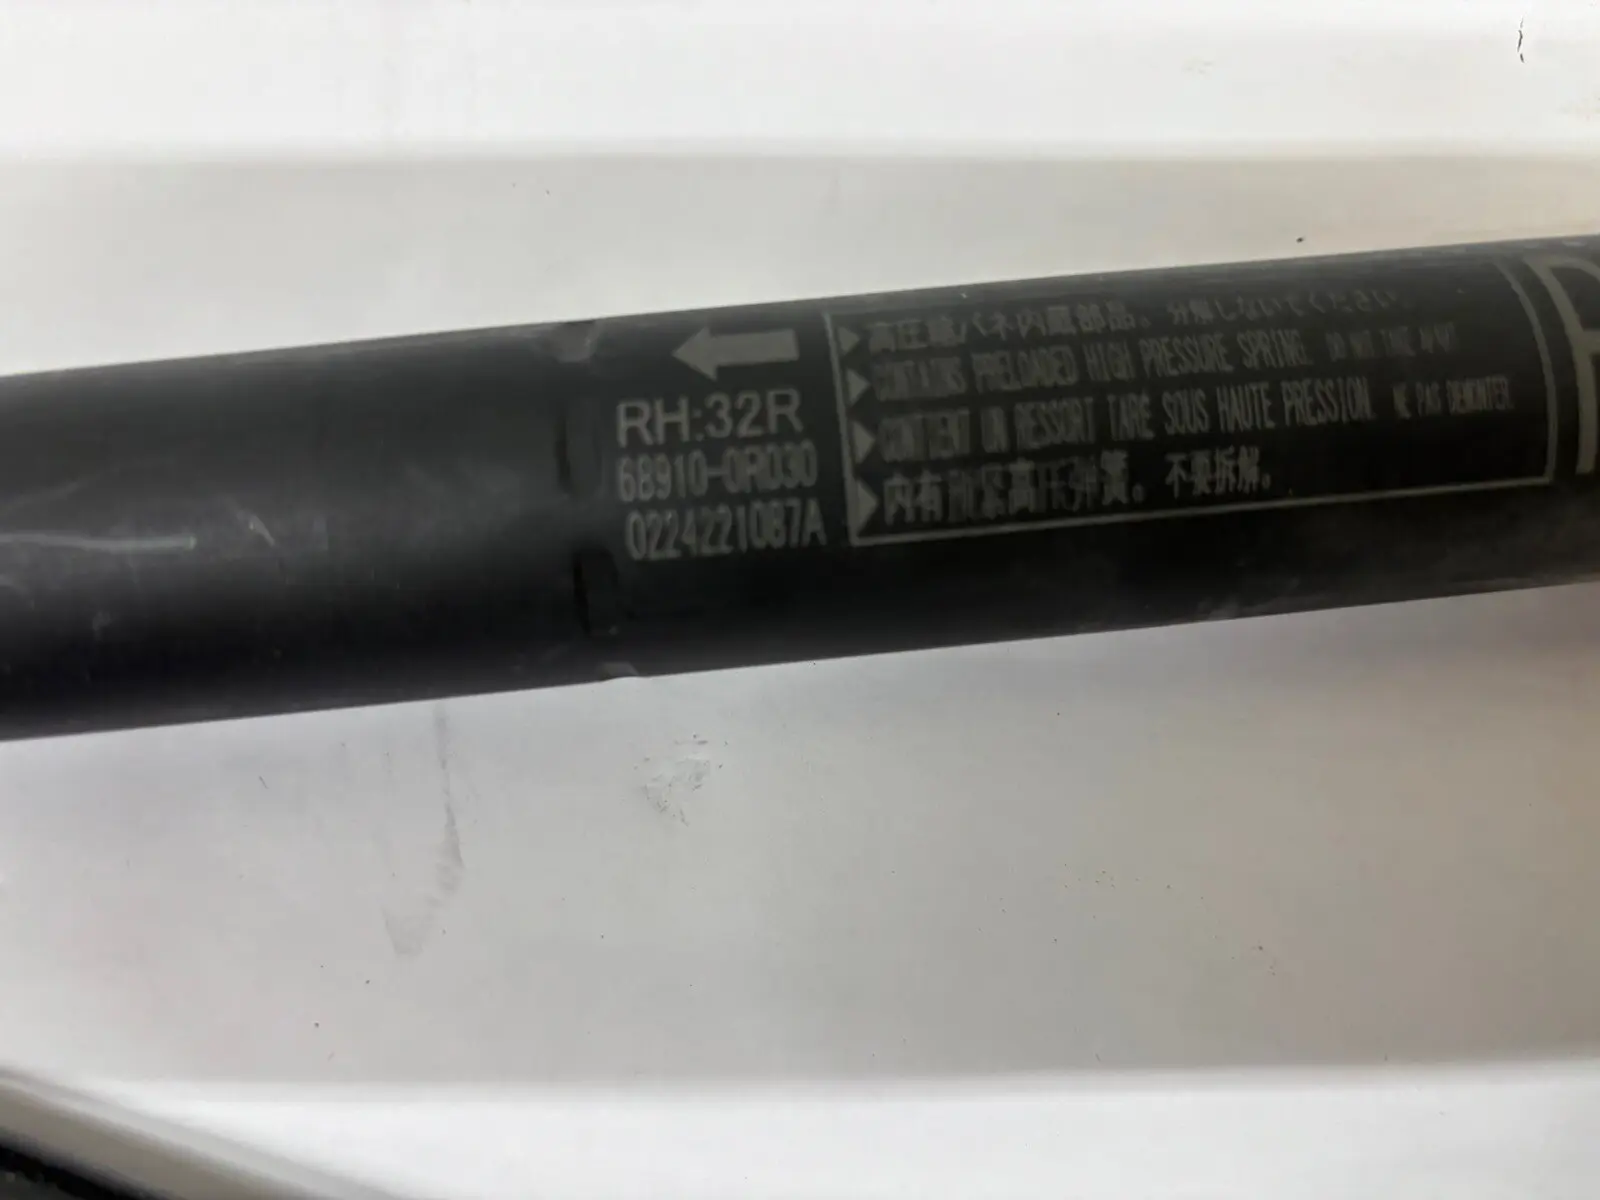 RH:32R
68910-0R030
0224221087A
高圧縮バネ内蔵部品。分解しないでください。
CONTAINS PRELOADED HIGH PRESSURE SPRING. DO NOT TAKE APART
CONTIENT UN RESSORT TARE SOUS HAUTE PRESSION. NE PAS DEMONTER.
内有预紧高压弹簧。不要拆解。